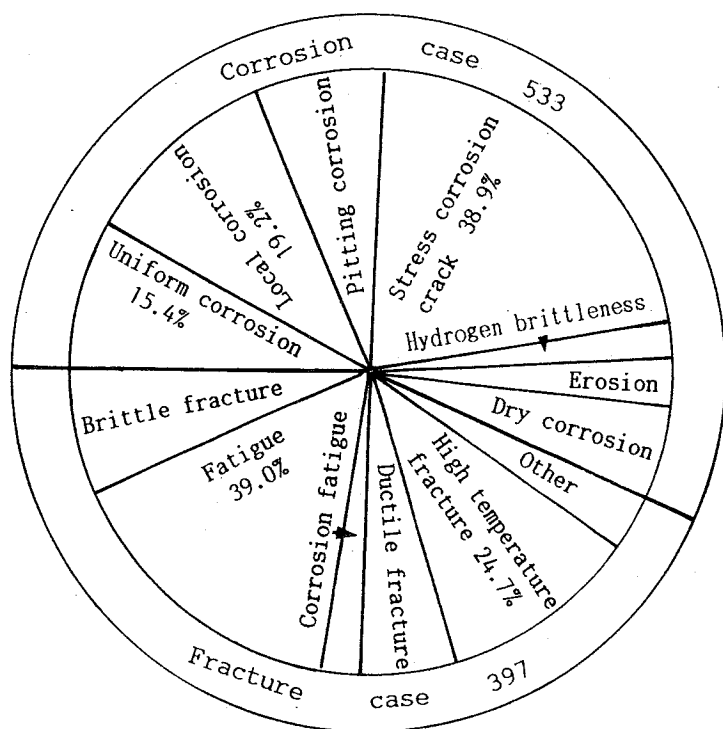 Corrosion case 533
Pitting corrosion
Stress corrosion
crack 38.9%
Local corrosion
19.2%
Uniform corrosion
15.4%
Hydrogen brittleness
Erosion
Dry corrosion
Other
High temperature
fracture 24.7%
Ductile fracture
Corrosion fatigue
Fatigue
39.0%
Brittle fracture
Fracture case 397